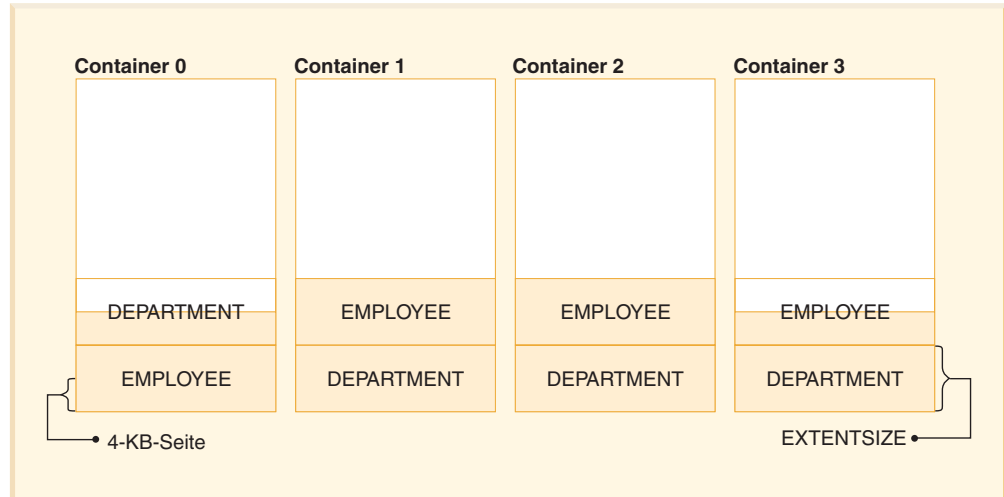 Container 0 Container 1 Container 2 Container 3
DEPARTMENT EMPLOYEE EMPLOYEE EMPLOYEE
EMPLOYEE DEPARTMENT DEPARTMENT DEPARTMENT
4-KB-Seite EXTENTSIZE